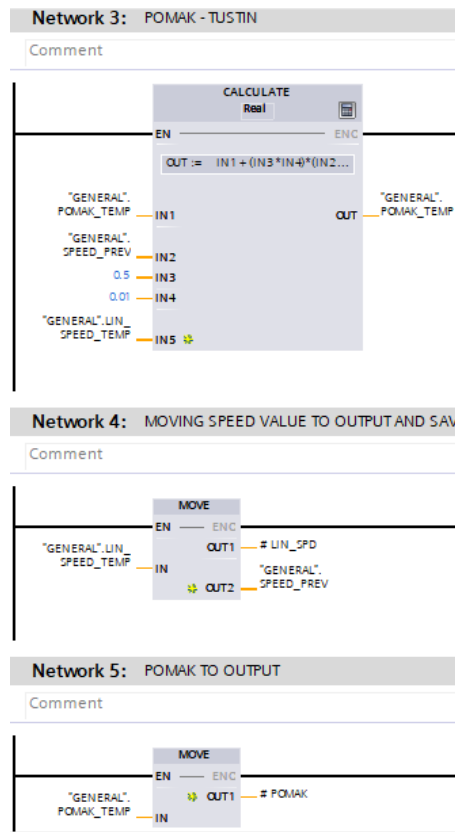 Network 3: POMAK - TUSTIN
Comment
CALCULATE
Real
EN ENO
OUT := IN1 + (IN3*IN4)*(IN2...
"GENERAL".
POMAK_TEMP IN1
OUT "GENERAL".
POMAK_TEMP
"GENERAL".
SPEED_PREV IN2
0.5 IN3
0.01 IN4
"GENERAL".LIN_
SPEED_TEMP IN5
Network 4: MOVING SPEED VALUE TO OUTPUT AND SAV
Comment
MOVE
EN ENO
"GENERAL".LIN_
SPEED_TEMP IN
OUT1 # LIN_SPD
OUT2 "GENERAL".
SPEED_PREV
Network 5: POMAK TO OUTPUT
Comment
MOVE
EN ENO
OUT1 # POMAK
"GENERAL".
POMAK_TEMP IN